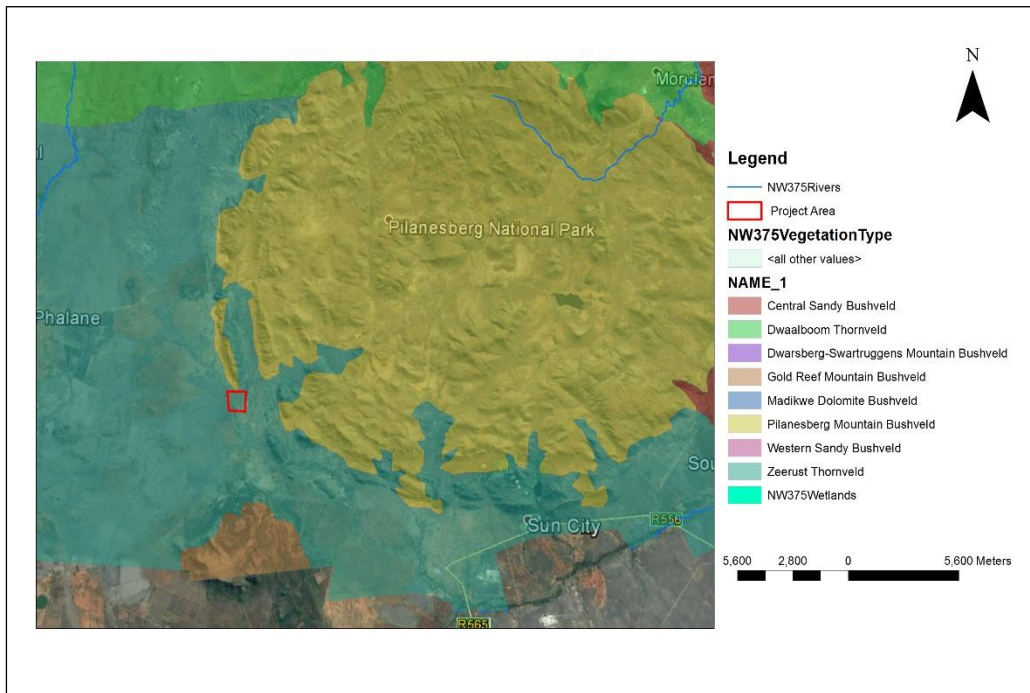 N
Morulen
al
Pilanesberg National Park
Phalane
Sou
Sun City
R556
R565
Legend
NW375Rivers
Project Area
NW375VegetationType
<all other values>
NAME_1
Central Sandy Bushveld
Dwaalboom Thornveld
Dwarsberg-Swartruggens Mountain Bushveld
Gold Reef Mountain Bushveld
Madikwe Dolomite Bushveld
Pilanesberg Mountain Bushveld
Western Sandy Bushveld
Zeerust Thornveld
NW375Wetlands
5,600 2,800 0 5,600 Meters